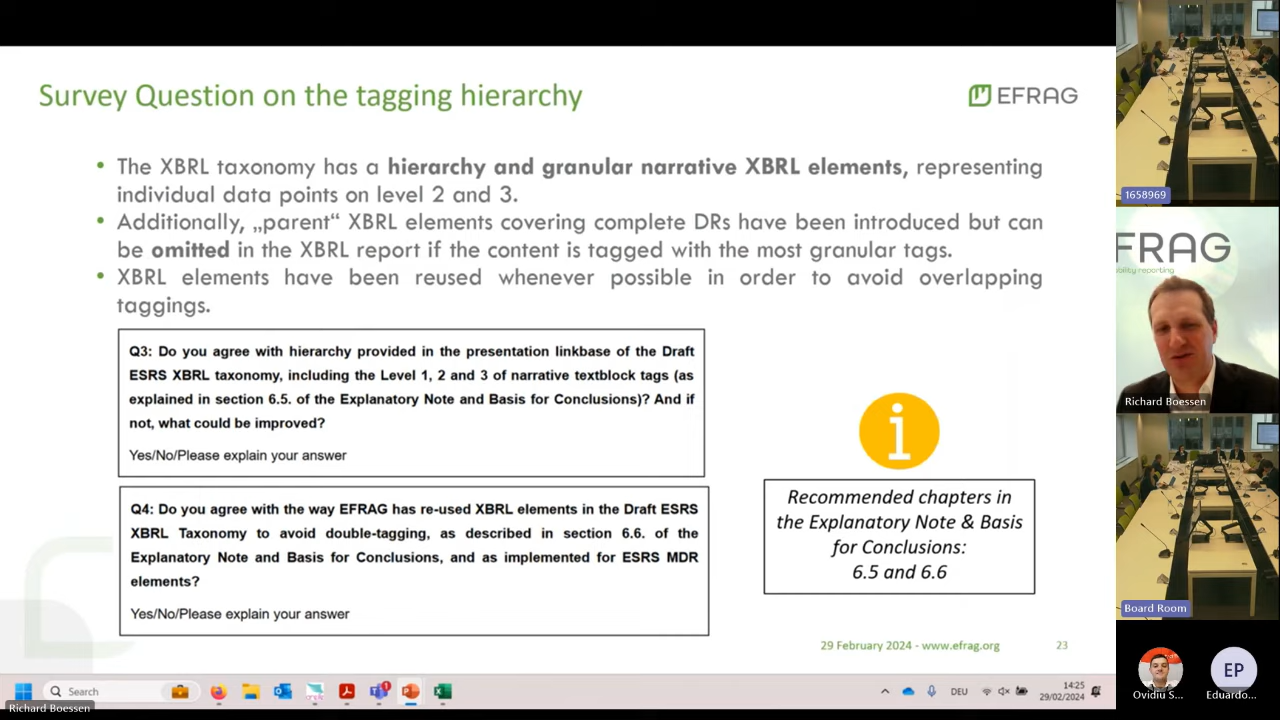 Survey Question on the tagging hierarchy
EFRAG
• The XBRL taxonomy has a hierarchy and granular narrative XBRL elements, representing
individual data points on level 2 and 3.
• Additionally, „parent“ XBRL elements covering complete DRs have been introduced but can
be omitted in the XBRL report if the content is tagged with the most granular tags.
• XBRL elements have been reused whenever possible in order to avoid overlapping
taggings.
Q3: Do you agree with hierarchy provided in the presentation linkbase of the Draft
ESRS XBRL taxonomy, including the Level 1, 2 and 3 of narrative textblock tags (as
explained in section 6.5. of the Explanatory Note and Basis for Conclusions)? And if
not, what could be improved?
Yes/No/Please explain your answer
Q4: Do you agree with the way EFRAG has re-used XBRL elements in the Draft ESRS
XBRL Taxonomy to avoid double-tagging, as described in section 6.6. of the
Explanatory Note and Basis for Conclusions, and as implemented for ESRS MDR
elements?
Yes/No/Please explain your answer
i
Recommended chapters in
the Explanatory Note & Basis
for Conclusions:
6.5 and 6.6
29 February 2024 - www.efrag.org
23
Search
DEU
14:25
29/02/2024
Richard Boessen
1658969
FRAG
ibility reporting
Richard Boessen
Board Room
EP
Ovidiu S...
Eduardo...